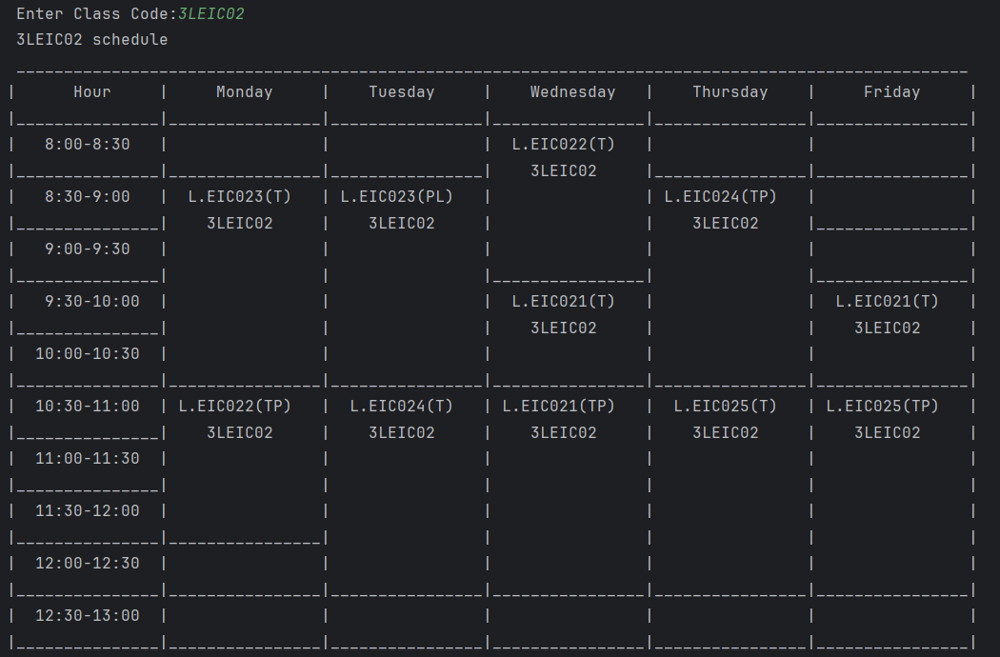 Enter Class Code:3LEIC02
3LEIC02 schedule
| Hour | Monday | Tuesday | Wednesday | Thursday | Friday |
| 8:00-8:30 | | | L.EIC022(T) | | |
3LEIC02
| 8:30-9:00 | L.EIC023(T) | L.EIC023(PL) | | L.EIC024(TP) | |
3LEIC02 | 3LEIC02 | | 3LEIC02
| 9:00-9:30 | | | | | |
| 9:30-10:00 | | | L.EIC021(T) | | L.EIC021(T) |
3LEIC02 | | 3LEIC02
| 10:00-10:30 | | | | | |
| 10:30-11:00 | L.EIC022(TP) | L.EIC024(T) | L.EIC021(TP) | L.EIC025(T) | L.EIC025(TP) |
3LEIC02 | 3LEIC02 | 3LEIC02 | 3LEIC02 | 3LEIC02 |
| 11:00-11:30 | | | | | |
| 11:30-12:00 | | | | | |
| 12:00-12:30 | | | | | |
| 12:30-13:00 | | | | | |